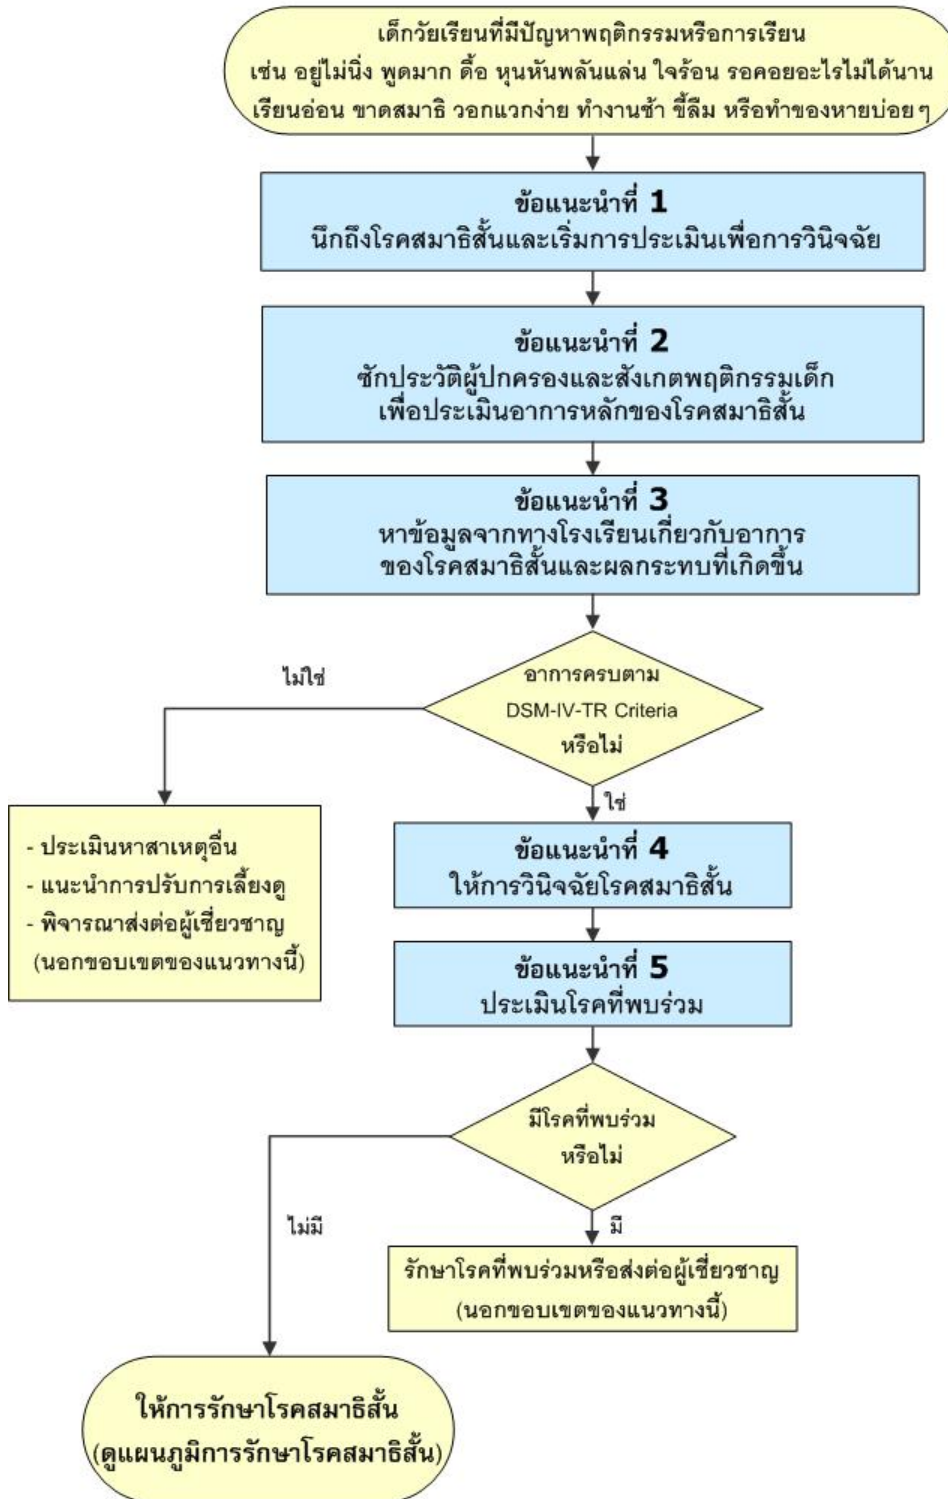 เด็กวัยเรียนที่มีปัญหาพฤติกรรมหรือการเรียน
เช่น อยู่ไม่นิ่ง พูดมาก ดื้อ หุนหันพลันแล่น ใจร้อน รอคอยอะไรไม่ได้นาน
เรียนอ่อน ขาดสมาธิ วอกแวกง่าย ทำงานช้า ขี้ลืม หรือทำของหายบ่อยๆ
ข้อแนะนำที่ 1
นึกถึงโรคสมาธิสั้นและเริ่มการประเมินเพื่อการวินิจฉัย
ข้อแนะนำที่ 2
ซักประวัติผู้ปกครองและสังเกตพฤติกรรมเด็ก
เพื่อประเมินอาการหลักของโรคสมาธิสั้น
ข้อแนะนำที่ 3
หาข้อมูลจากทางโรงเรียนเกี่ยวกับอาการ
ของโรคสมาธิสั้นและผลกระทบที่เกิดขึ้น
อาการครบตาม
DSM-IV-TR Criteria
หรือไม่
ไม่ใช่
- ประเมินหาสาเหตุอื่น
- แนะนำการปรับการเลี้ยงดู
- พิจารณาส่งต่อผู้เชี่ยวชาญ
(นอกขอบเขตของแนวทางนี้)
ใช่
ข้อแนะนำที่ 4
ให้การวินิจฉัยโรคสมาธิสั้น
ข้อแนะนำที่ 5
ประเมินโรคที่พบร่วม
มีโรคที่พบร่วม
หรือไม่
ไม่มี
มี
รักษาโรคที่พบร่วมหรือส่งต่อผู้เชี่ยวชาญ
(นอกขอบเขตของแนวทางนี้)
ให้การรักษาโรคสมาธิสั้น
(ดูแผนภูมิการรักษาโรคสมาธิสั้น)